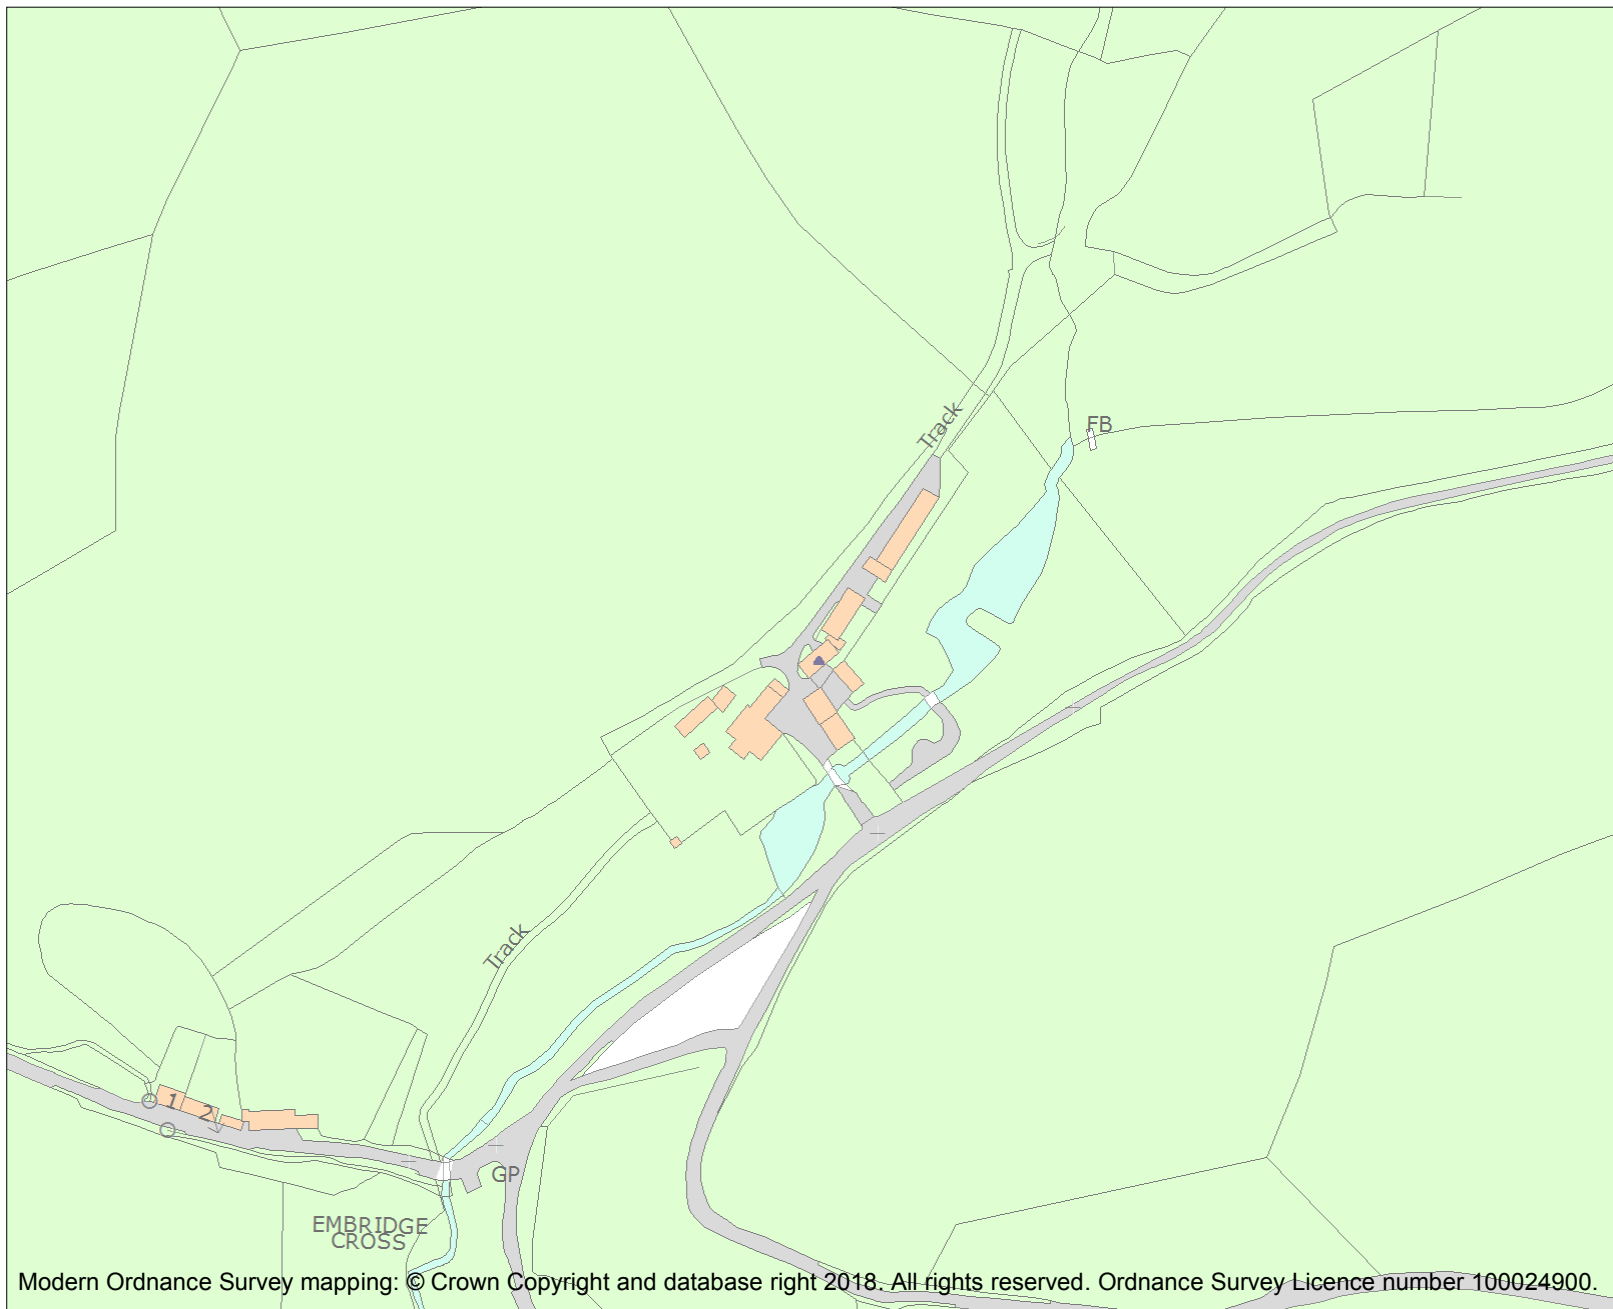 FB
Track
Track
1
2
GP
EMBRIDGE
CROSS
Modern Ordnance Survey mapping: © Crown Copyright and database right 2018. All rights reserved. Ordnance Survey Licence number 100024900.